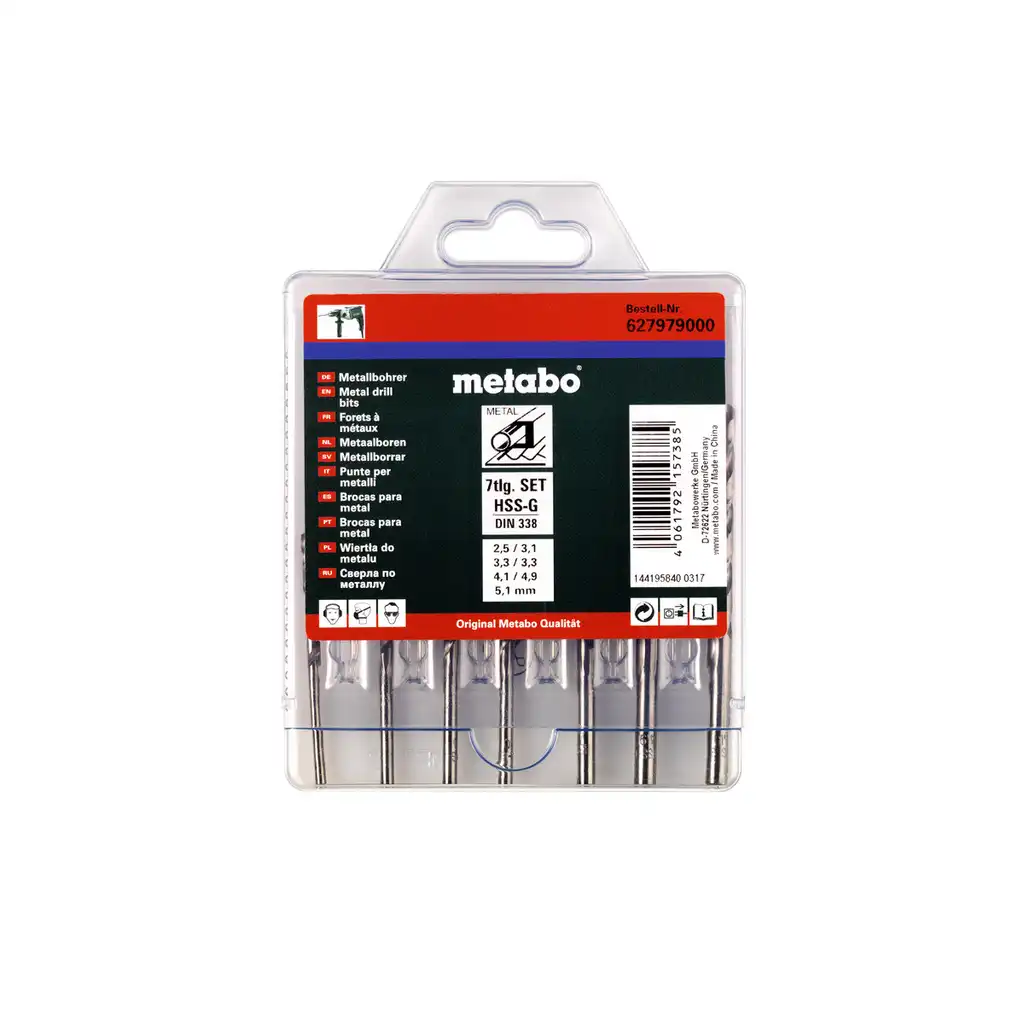 Bestell-Nr.
627979000
metabo®
DE Metallbohrer
EN Metal drill
bits
FR Forets à
métaux
NL Metaalboren
SV Metallborrar
IT Punte per
metalli
ES Brocas para
metal
PT Brocas para
metal
PL Wiertła do
metalu
RU Сверла по
металлу
METAL
7tlg. SET
HSS-G
DIN 338
2,5 / 3,1
3,3 / 3,3
4,1 / 4,9
5,1 mm
4 061792 157385
Metabowerke GmbH
D-72622 Nürtingen/Germany
www.metabo.com / Made in China
144195840 0317
Original Metabo Qualität